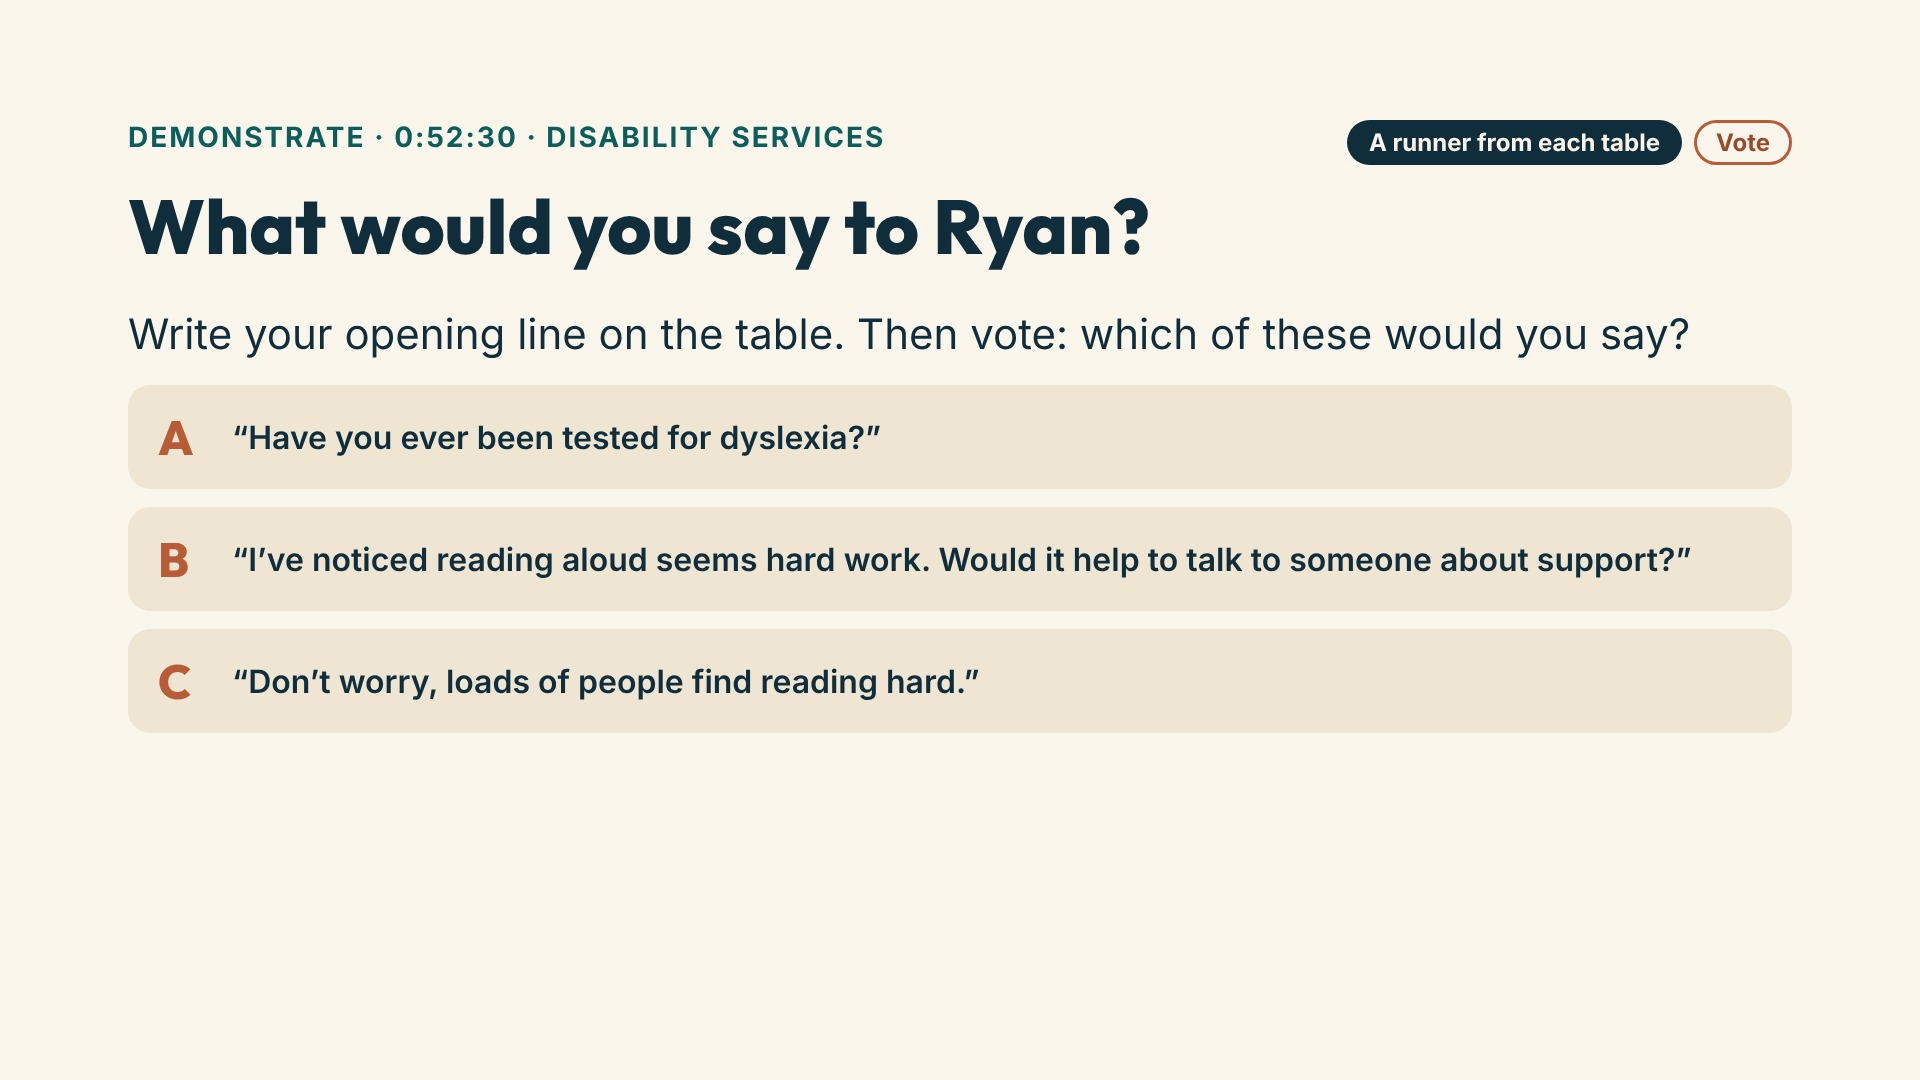 DEMONSTRATE · 0:52:30 · DISABILITY SERVICES
A runner from each table
Vote
What would you say to Ryan?
Write your opening line on the table. Then vote: which of these would you say?
A “Have you ever been tested for dyslexia?”
B “I’ve noticed reading aloud seems hard work. Would it help to talk to someone about support?”
C “Don’t worry, loads of people find reading hard.”